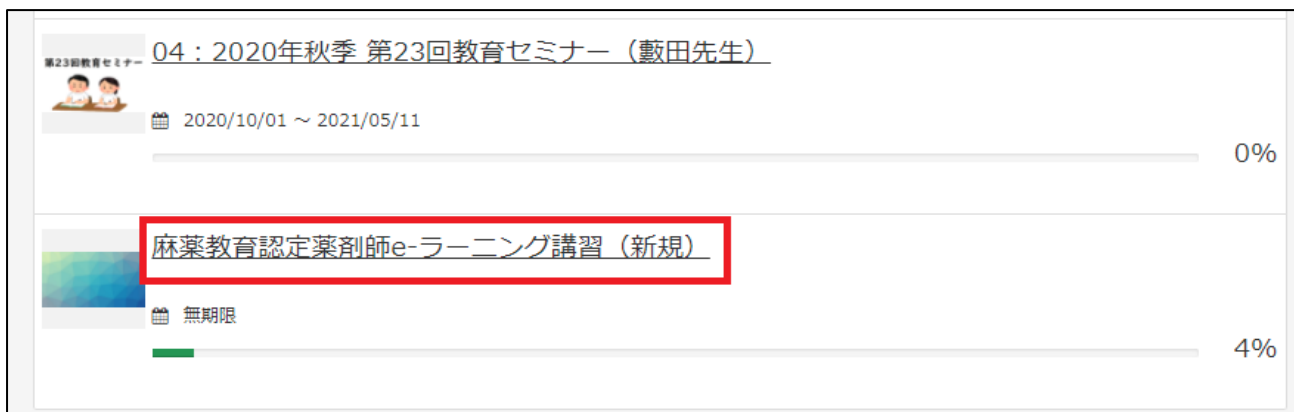 04：2020年秋季 第23回教育セミナー（藪田先生）
第23回教育セミナー
2020/10/01 ～ 2021/05/11
0%
麻薬教育認定薬剤師e-ラーニング講習（新規）
無期限
4%